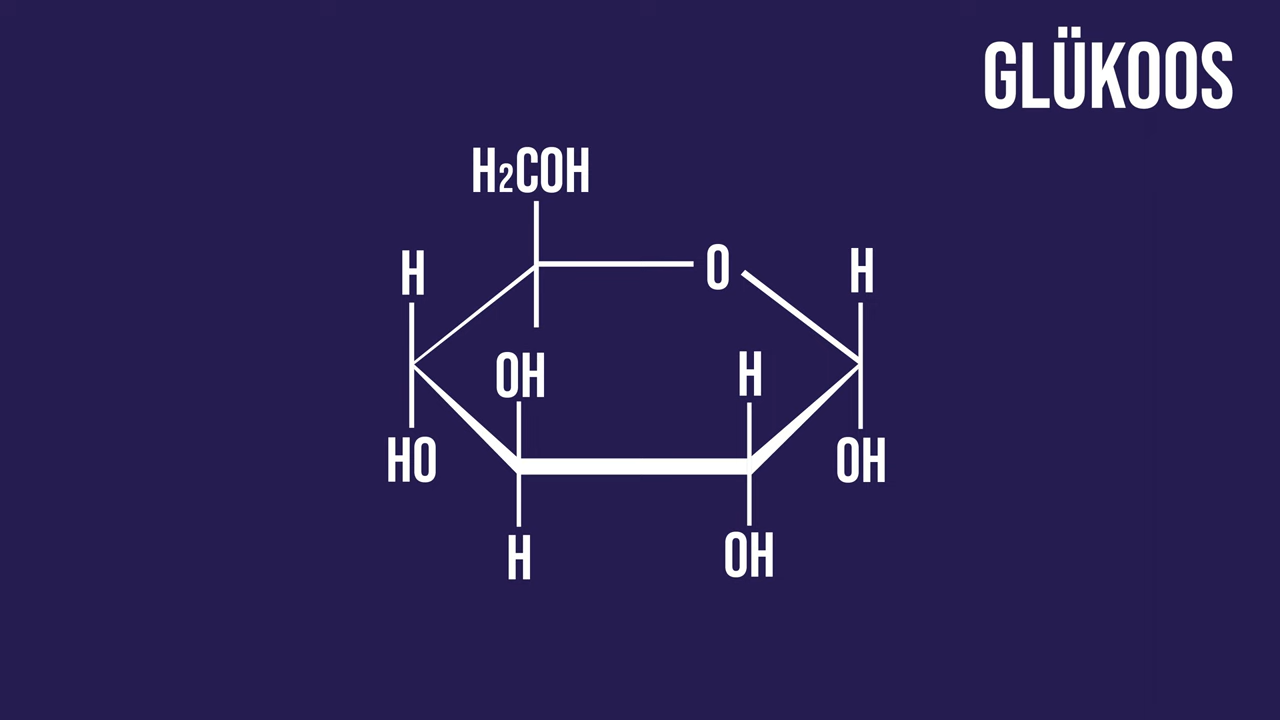 GLÜKOOS
H₂COH
H O H
OH H
HO OH
H OH